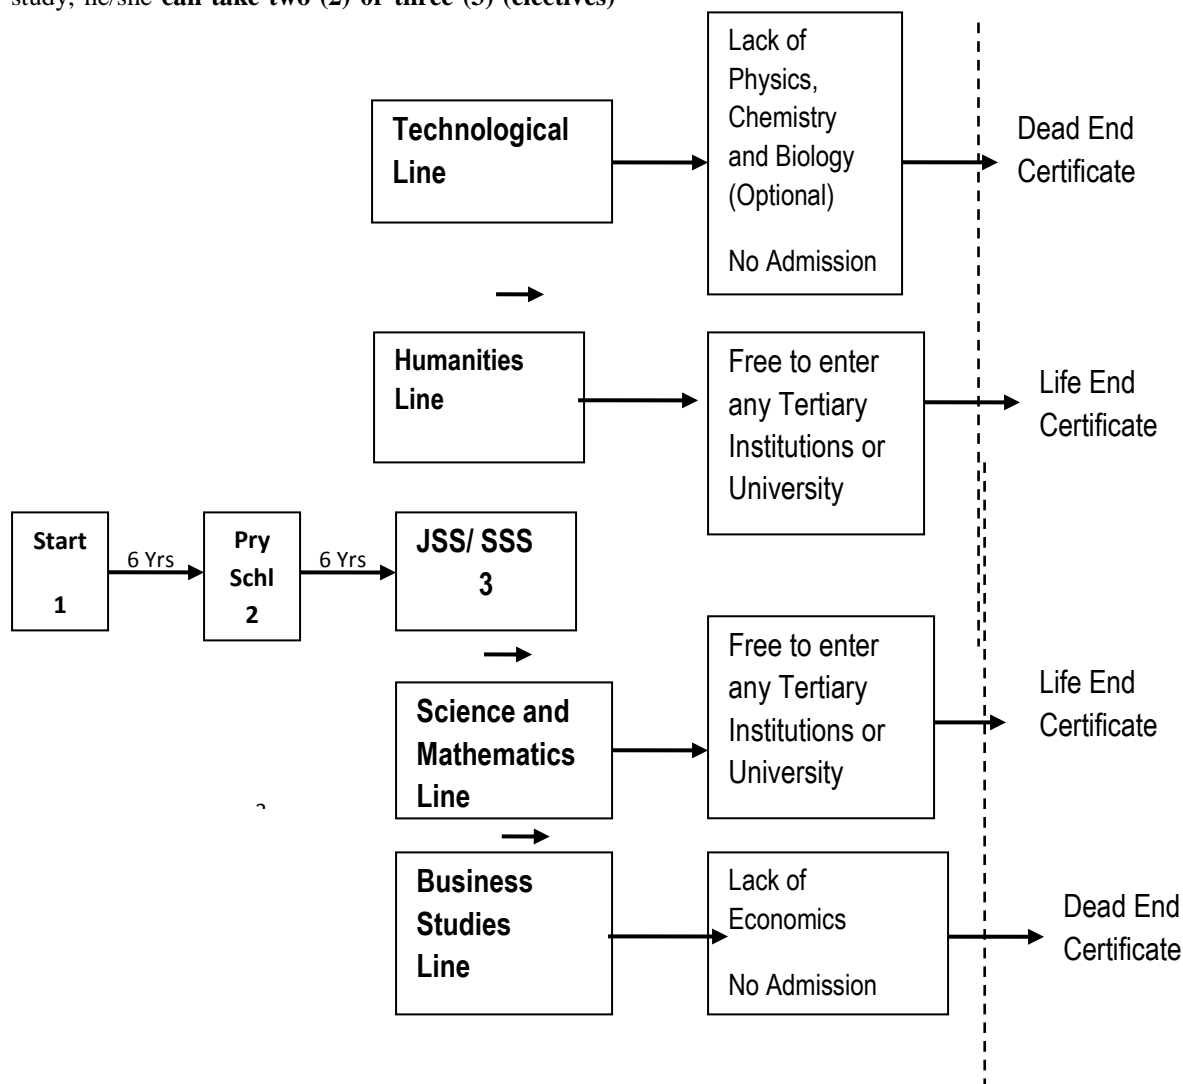 can take two (2) or three (3) (electives)
Technological
Line
Lack of
Physics,
Chemistry
and Biology
(Optional)
No Admission
Dead End
Certificate
Humanities
Line
Free to enter
any Tertiary
Institutions or
University
Life End
Certificate
Start
1
6 Yrs
Pry
Schl
2
6 Yrs
JSS/ SSS
3
Science and
Mathematics
Line
Free to enter
any Tertiary
Institutions or
University
Life End
Certificate
Business
Studies
Line
Lack of
Economics
No Admission
Dead End
Certificate